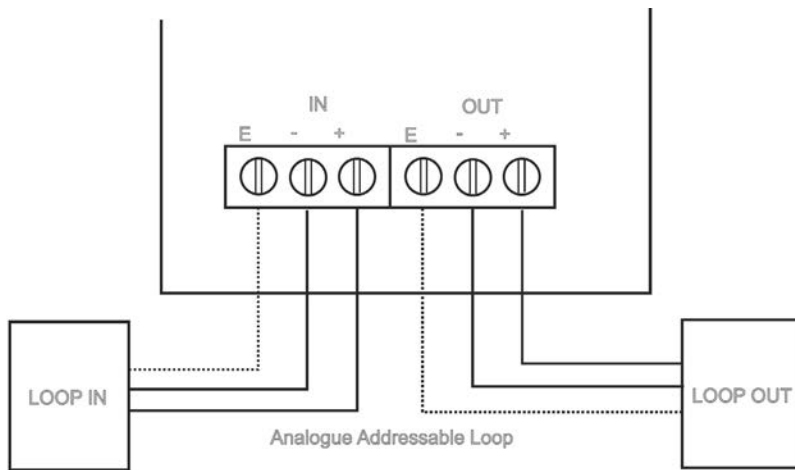 IN OUT
E - + E - +
LOOP IN LOOP OUT
Analogue Addressable Loop